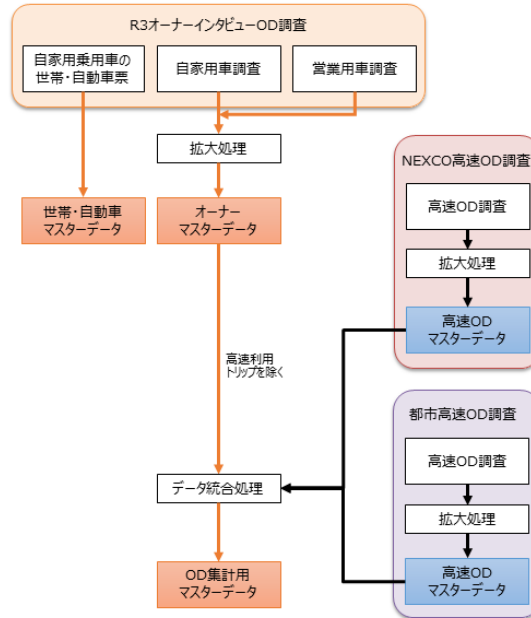 R3オーナーインタビューOD調査
自家用乗用車の
世帯・自動車票
自家用車調査
営業用車調査
拡大処理
世帯・自動車
マスターデータ
オーナー
マスターデータ
高速利用
トリップを除く
データ統合処理
OD集計用
マスターデータ
NEXCO高速OD調査
高速OD調査
拡大処理
高速OD
マスターデータ
都市高速OD調査
高速OD調査
拡大処理
高速OD
マスターデータ